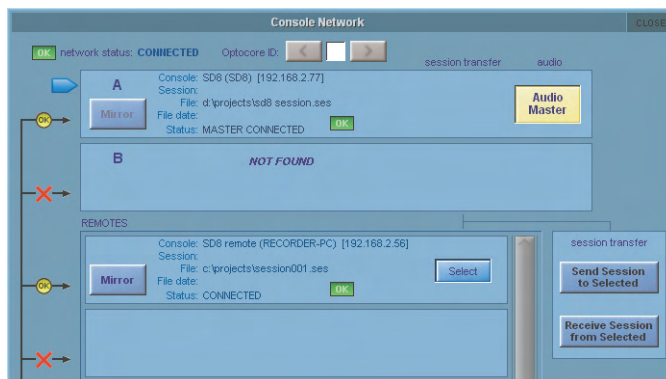 Console Network
CLOSE
OK network status: CONNECTED Optocore ID: < >
session transfer audio
A
Mirror
Console: SD8 (SD8) [192.168.2.77]
Session:
File: d:\projects\sd8 session.ses
File date:
Status: MASTER CONNECTED OK
Audio
Master
OK
B
NOT FOUND
REMOTES
Mirror
Console: SD8 remote (RECORDER-PC) [192.168.2.56]
Session:
File: c:\projects\session001.ses
File date:
Status: CONNECTED OK
Select
OK
session transfer
Send Session
to Selected
Receive Session
from Selected